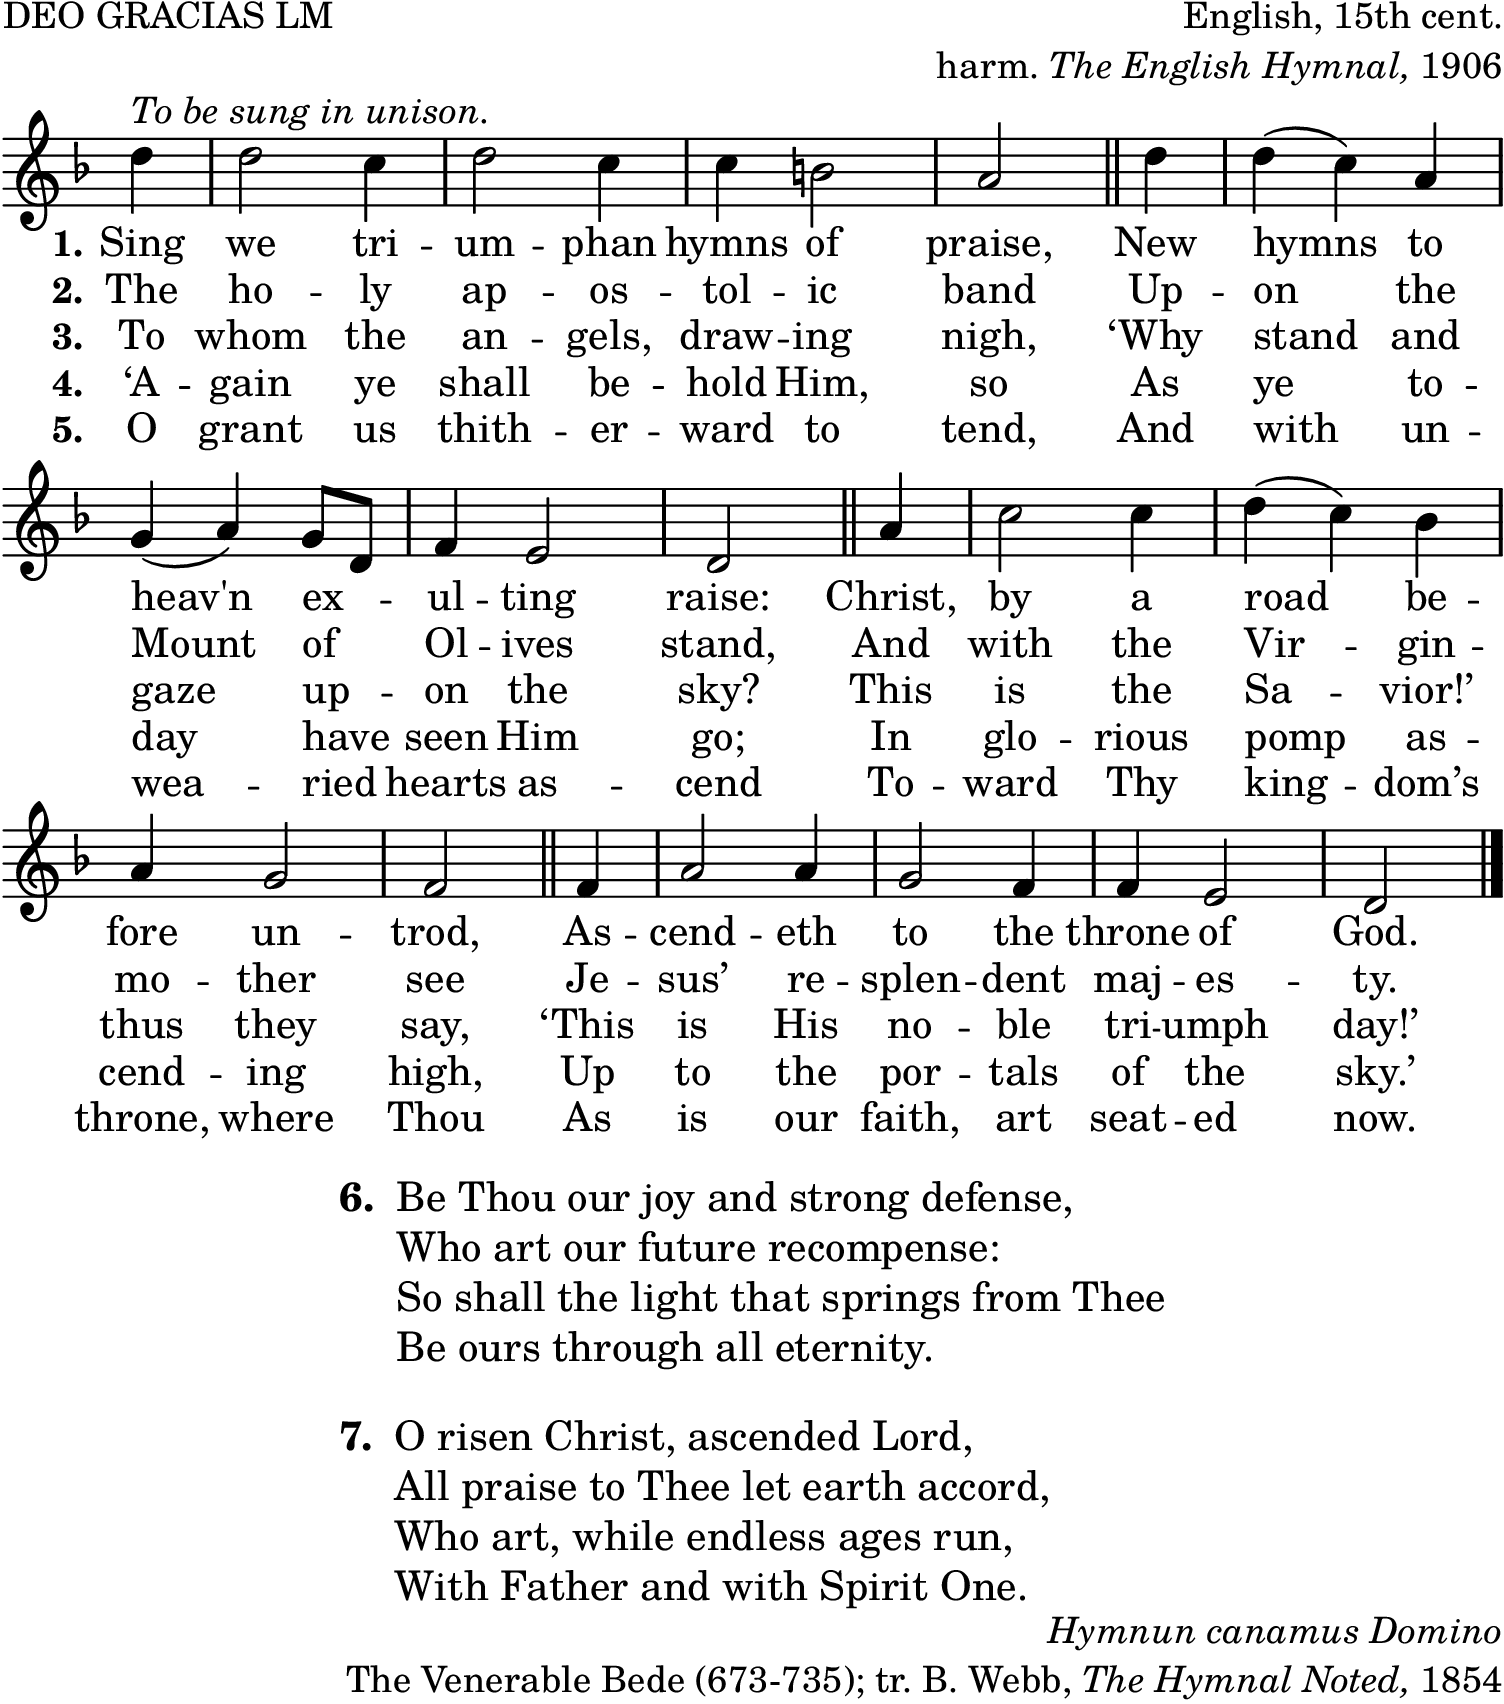 DEO GRACIAS LM
English, 15th cent.
harm. The English Hymnal, 1906
To be sung in unison.
1. Sing we tri -- um -- phan hymns of praise, New hymns to
2. The ho -- ly ap -- os -- tol -- ic band Up -- on the
3. To whom the an -- gels, draw -- ing nigh, ‘Why stand and
4. ‘A -- gain ye shall be -- hold Him, so As ye to --
5. O grant us thith -- er -- ward to tend, And with un --
heav'n ex -- ul -- ting raise: Christ, by a road be --
Mount of Ol -- ives stand, And with the Vir -- gin --
gaze up -- on the sky? This is the Sa -- vior!’
day have seen Him go; In glo -- rious pomp as --
wea -- ried hearts as -- cend To -- ward Thy king -- dom’s
fore un -- trod, As -- cend -- eth to the throne of God.
mo -- ther see Je -- sus’ re -- splen -- dent maj -- es -- ty.
thus they say, ‘This is His no -- ble tri -- umph day!’
cend -- ing high, Up to the por -- tals of the sky.’
throne, where Thou As is our faith, art seat -- ed now.
6. Be Thou our joy and strong defense,
Who art our future recompense:
So shall the light that springs from Thee
Be ours through all eternity.
7. O risen Christ, ascended Lord,
All praise to Thee let earth accord,
Who art, while endless ages run,
With Father and with Spirit One.
Hymnun canamus Domino
The Venerable Bede (673-735); tr. B. Webb, The Hymnal Noted, 1854